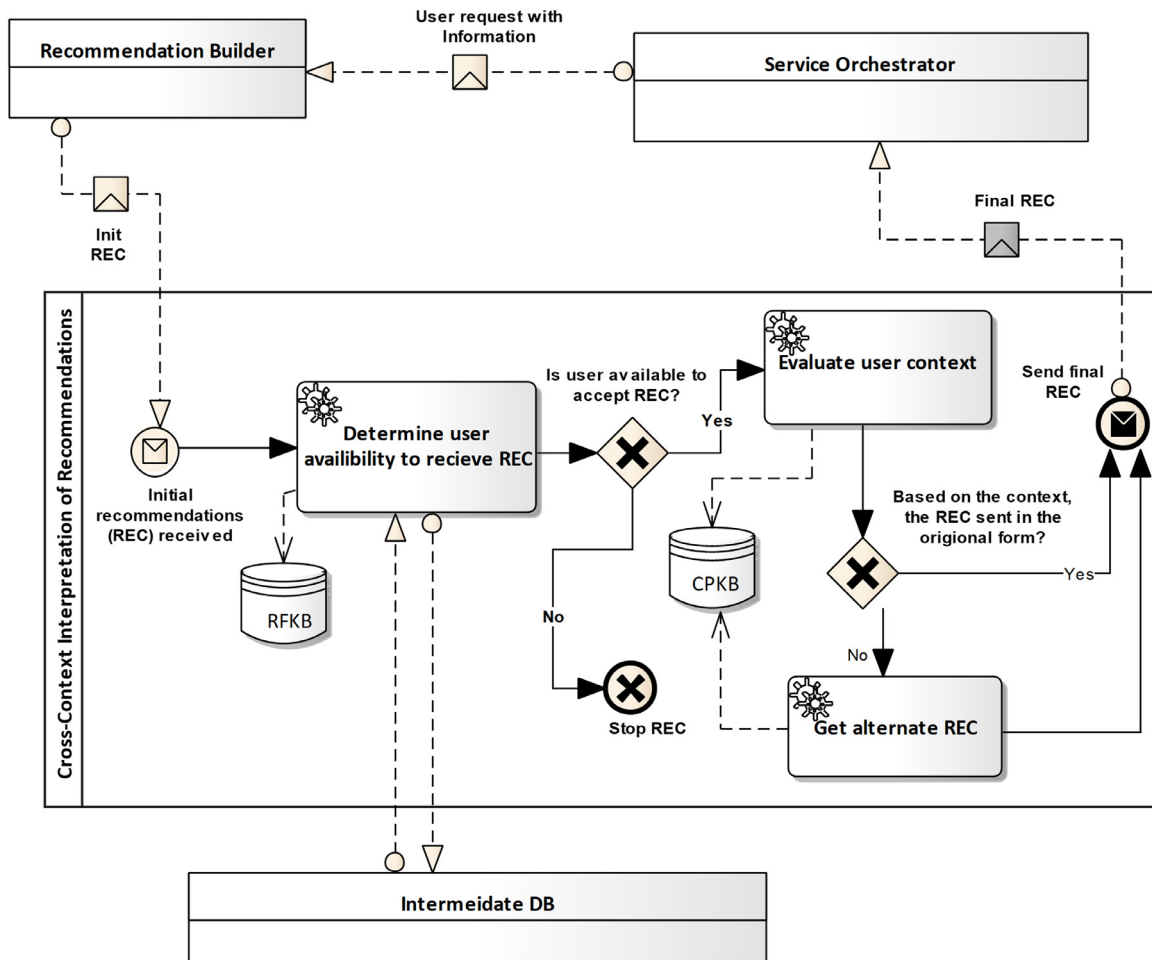 User request with
Information
Recommendation Builder
Service Orchestrator
Init
REC
Final REC
Cross-Context Interpretation of Recommendations
Evaluate user context
Is user available to
accept REC?
Send final
REC
Yes
Determine user
availibility to recieve REC
Initial
recommendations
(REC) received
Based on the context,
the REC sent in the
origional form?
CPKB
Yes
RFKB
No
No
Stop REC
Get alternate REC
Intermeidate DB